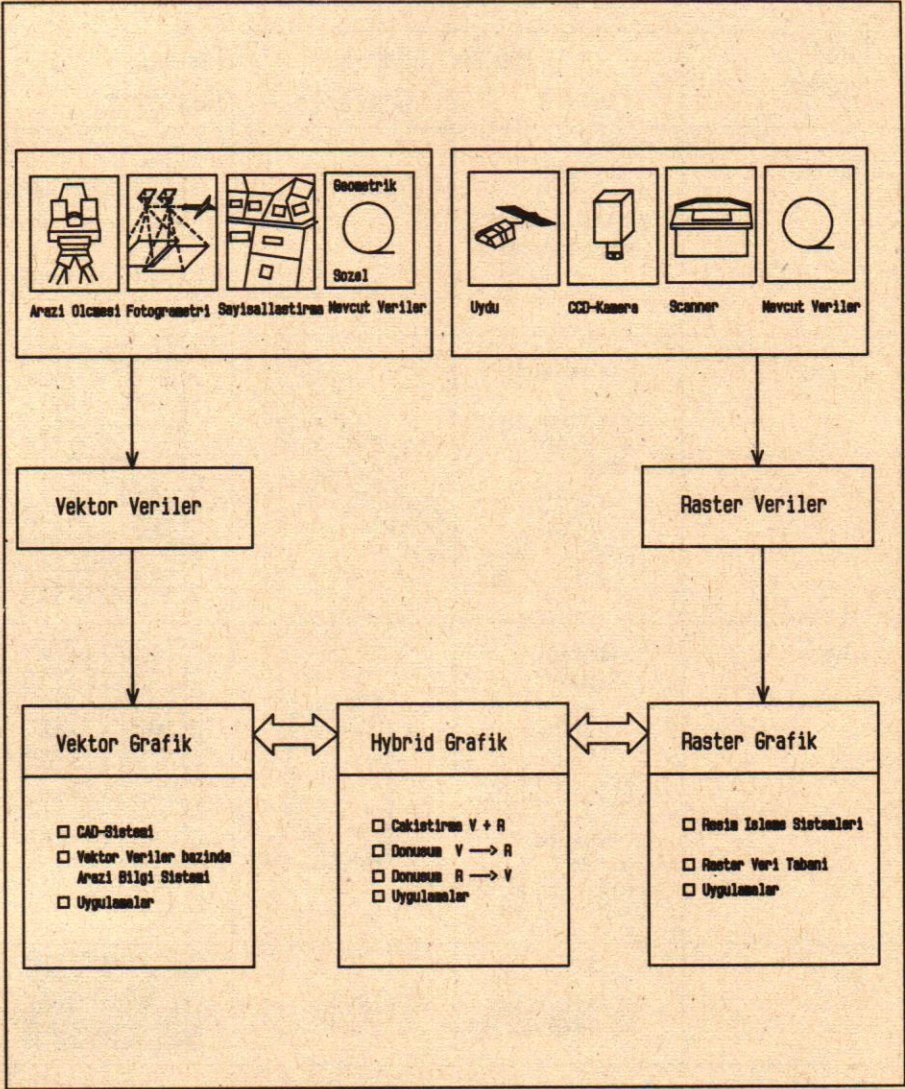 Geometrik
Sozel
Arazi Olcmesi Fotogrametri Sayisallastirma Mevcut Veriler
Uydu CCD-Kamera Scanner Mevcut Veriler
Vektor Veriler
Raster Veriler
Vektor Grafik
CAD-Sistemi
Vektor Veriler bazinda
Arazi Bilgi Sistemi
Uygulamalar
Hybrid Grafik
Cakistirma V + R
Donusum V → R
Donusum R → V
Uygulamalar
Raster Grafik
Resim Isleme Sistemleri
Raster Veri Tabani
Uygulamalar